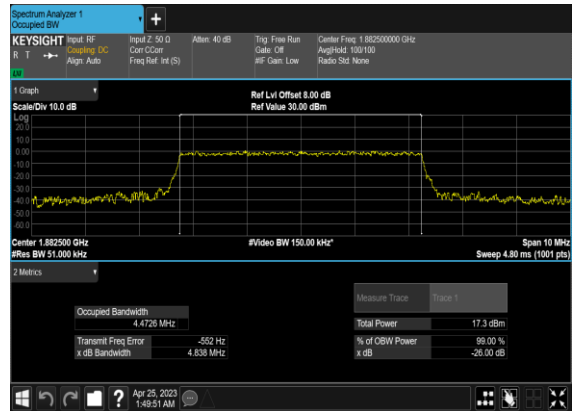 Spectrum Analyzer 1
Occupied BW
+
KEYSIGHT Input: RF Input Z: 50 Ω Atten: 40 dB Trig: Free Run Center Freq: 1.882500000 GHz
R T Coupling: DC Corr CCorr Gate: Off Avg|Hold: 100/100
Align: Auto Freq Ref: Int (S) #IF Gain: Low Radio Std: None
LW
1 Graph Ref Lvl Offset 8.00 dB
Scale/Div 10.0 dB Ref Value 30.00 dBm
Log
20.0
10.0
0.00
-10.0
-20.0
-30.0
-40.0
-50.0
-60.0
Center 1.882500 GHz #Video BW 150.00 kHz* Span 10 MHz
#Res BW 51.000 kHz Sweep 4.80 ms (1001 pts)
2 Metrics
Measure Trace Trace 1
Occupied Bandwidth
4.4726 MHz Total Power 17.3 dBm
Transmit Freq Error -552 Hz % of OBW Power 99.00 %
x dB Bandwidth 4.838 MHz x dB -26.00 dB
? Apr 25, 2023
1:49:51 AM